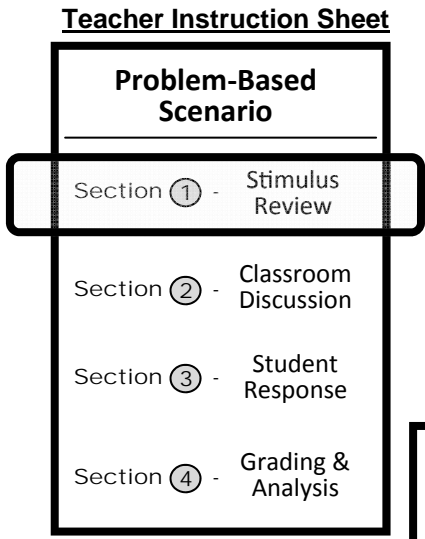 Teacher Instruction Sheet
Problem-Based
Scenario
Section 1 - Stimulus
Review
Section 2 - Classroom
Discussion
Section 3 - Student
Response
Section 4 - Grading &
Analysis